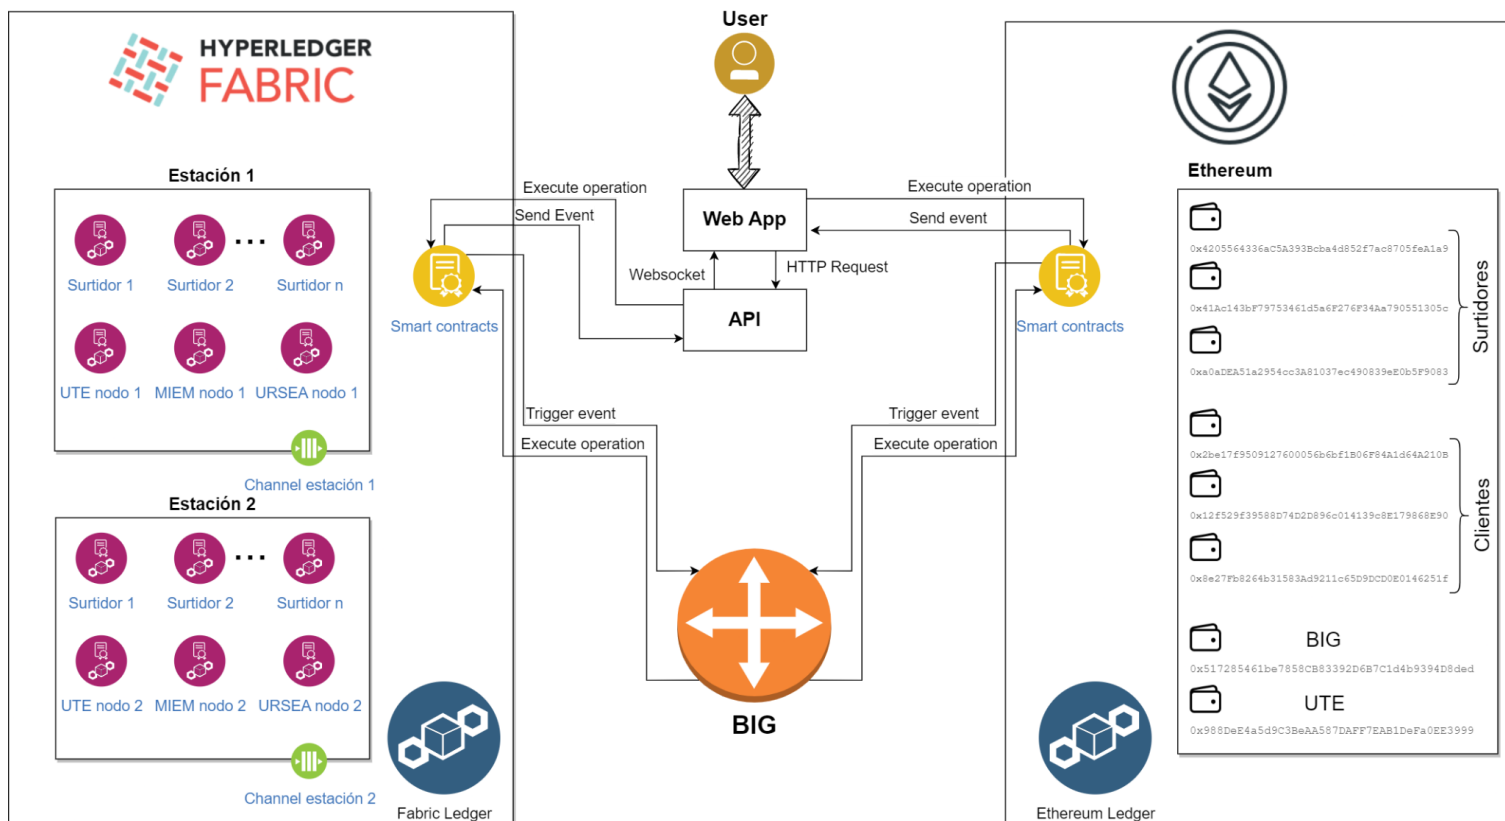 HYPERLEDGER
FABRIC
Estación 1
Surtidor 1
Surtidor 2
Surtidor n
UTE nodo 1
MIEM nodo 1
URSEA nodo 1
Channel estación 1
Estación 2
Surtidor 1
Surtidor 2
Surtidor n
UTE nodo 2
MIEM nodo 2
URSEA nodo 2
Channel estación 2
Fabric Ledger
Smart contracts
User
Execute operation
Send Event
Web App
Websocket
HTTP Request
API
Execute operation
Send event
Smart contracts
Trigger event
Execute operation
Trigger event
Execute operation
BIG
Ethereum
0x4205564336aC5A393Bcba4d852f7ac8705feA1a9
0x41Ac143bF79753461d5a6F276F34Aa790551305c
0xa0aDEA51a2954cc3A81037ec490839eE0b5F9083
Surtidores
0x2be17f9509127600056b6bf1B06F84A1d64A210B
0x12f529f39588D74D2D896c014139c8E179868E90
0x8e27Fb8264b31583Ad9211c65D9DCD0E0146251f
Clientes
BIG
0x517285461be7858CB83392D6B7C1d4b9394D8ded
UTE
0x988DeE4a5d9C3BeAA587DAFF7EAB1DeFa0EE3999
Ethereum Ledger